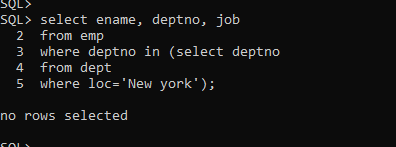 SQL>
SQL> select ename, deptno, job
2 from emp
3 where deptno in (select deptno
4 from dept
5 where loc='New york');
no rows selected
SQL>